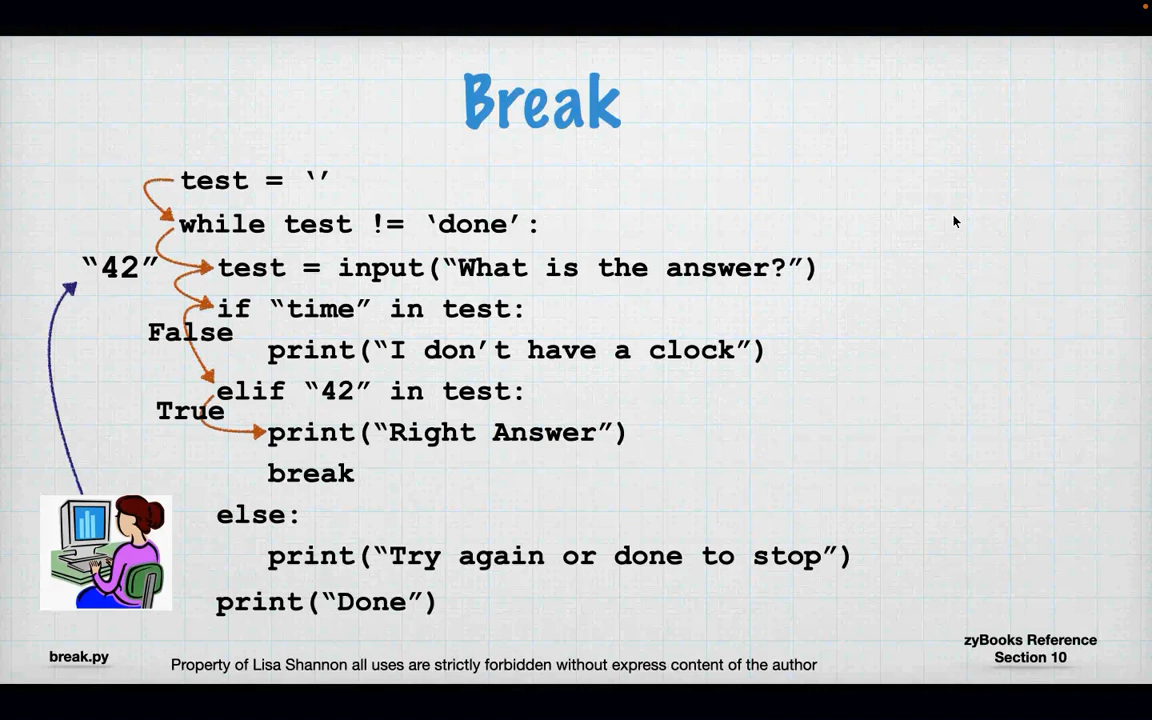 Break
test = ‘’
while test != ‘done’:
“42”
test = input(“What is the answer?”)
if “time” in test:
False
print(“I don’t have a clock”)
elif “42” in test:
True
print(“Right Answer”)
break
else:
print(“Try again or done to stop”)
print(“Done”)
break.py
Property of Lisa Shannon all uses are strictly forbidden without express content of the author
zyBooks Reference
Section 10